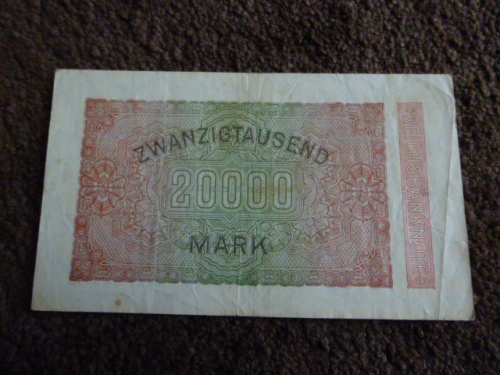 ZWANZIGTAUSEND
20000
MARK
REICHSBANKNOTE